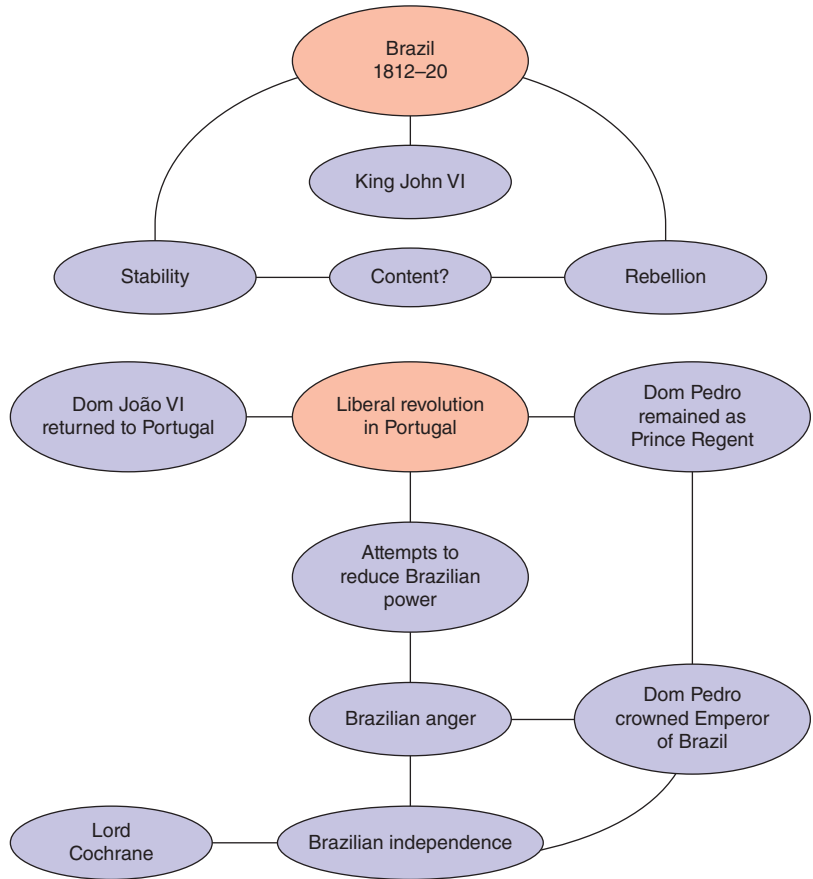 Brazil
1812–20
King John VI
Stability
Content?
Rebellion
Dom João VI
returned to Portugal
Liberal revolution
in Portugal
Dom Pedro
remained as
Prince Regent
Attempts to
reduce Brazilian
power
Brazilian anger
Dom Pedro
crowned Emperor
of Brazil
Lord
Cochrane
Brazilian independence